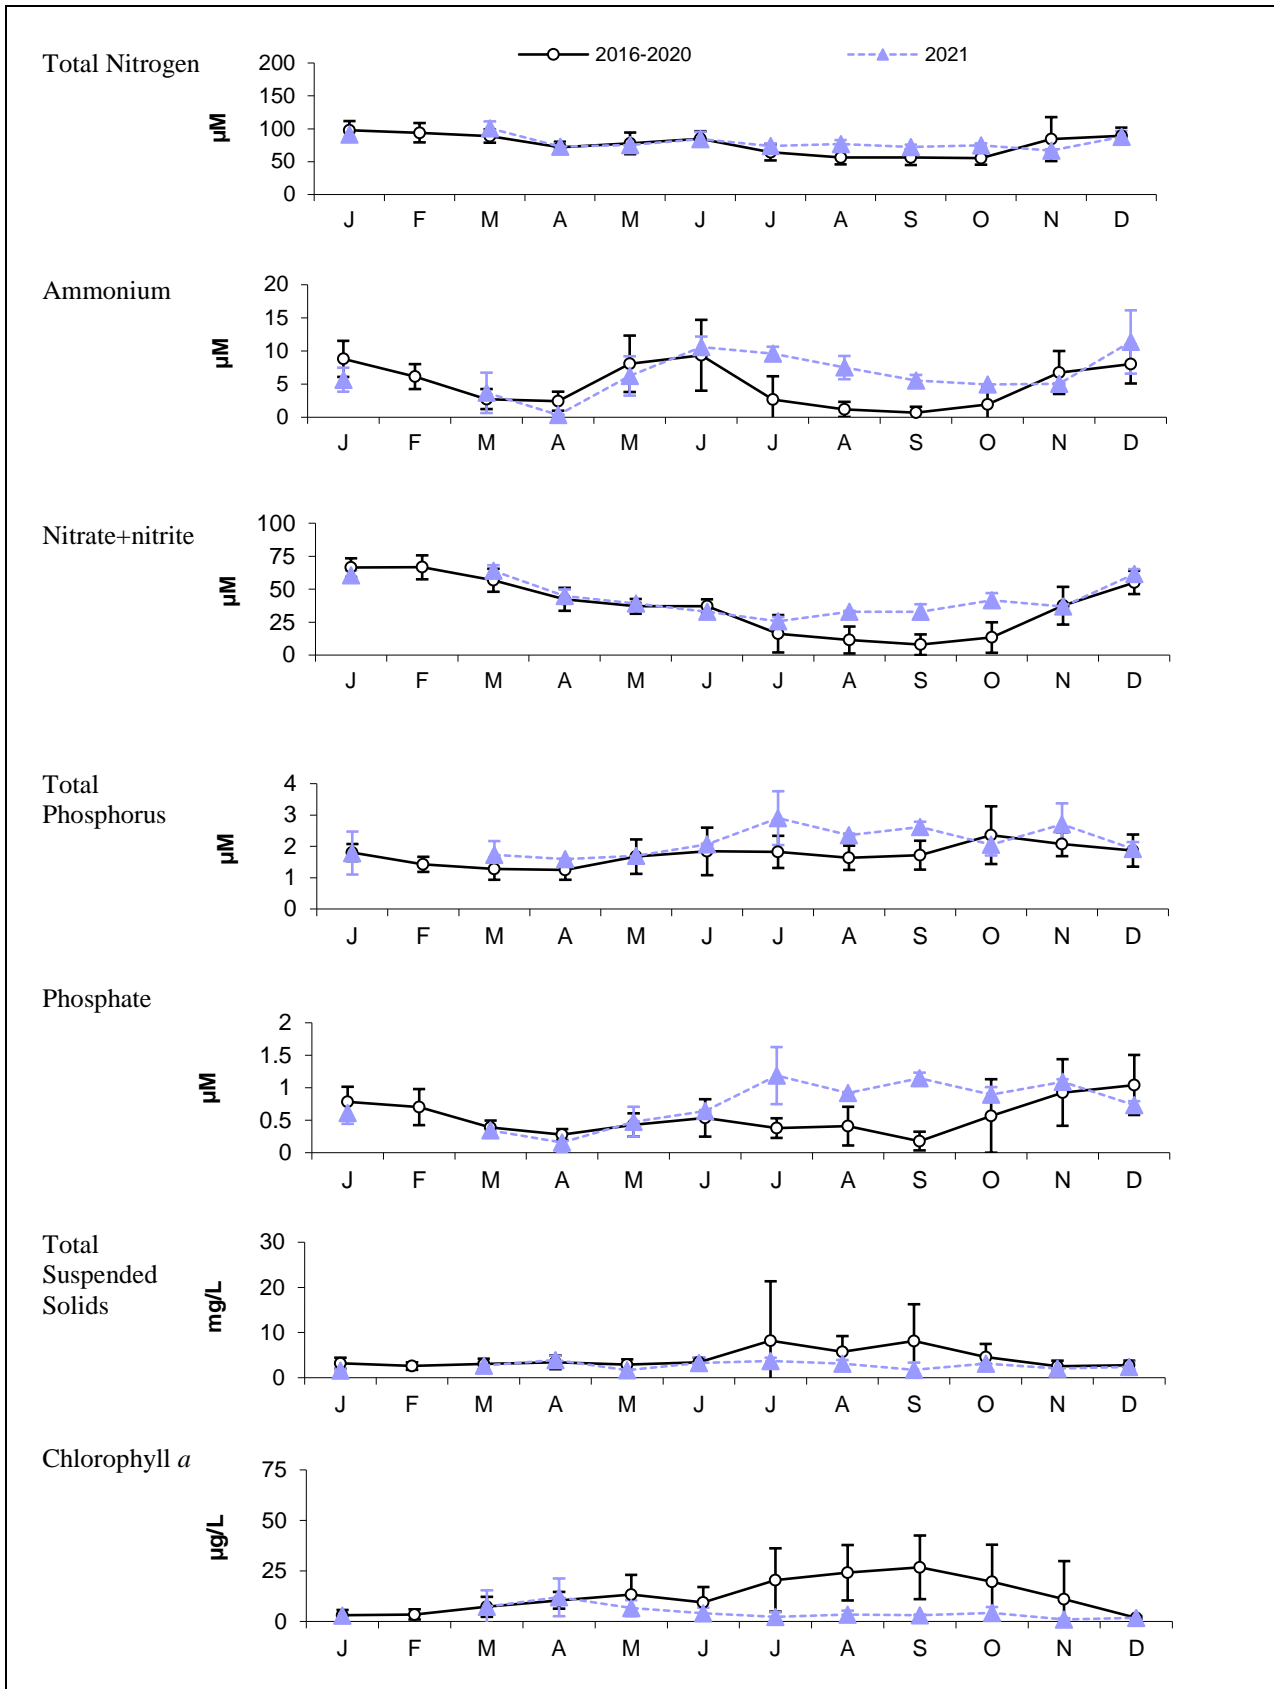 Total Nitrogen
2016-2020
2021
µM
200
150
100
50
0
J F M A M J J A S O N D
Ammonium
µM
20
15
10
5
0
J F M A M J J A S O N D
Nitrate+nitrite
µM
100
75
50
25
0
J F M A M J J A S O N D
Total
Phosphorus
µM
4
3
2
1
0
J F M A M J J A S O N D
Phosphate
µM
2
1.5
1
0.5
0
J F M A M J J A S O N D
Total
Suspended
Solids
mg/L
30
20
10
0
J F M A M J J A S O N D
Chlorophyll a
µg/L
75
50
25
0
J F M A M J J A S O N D